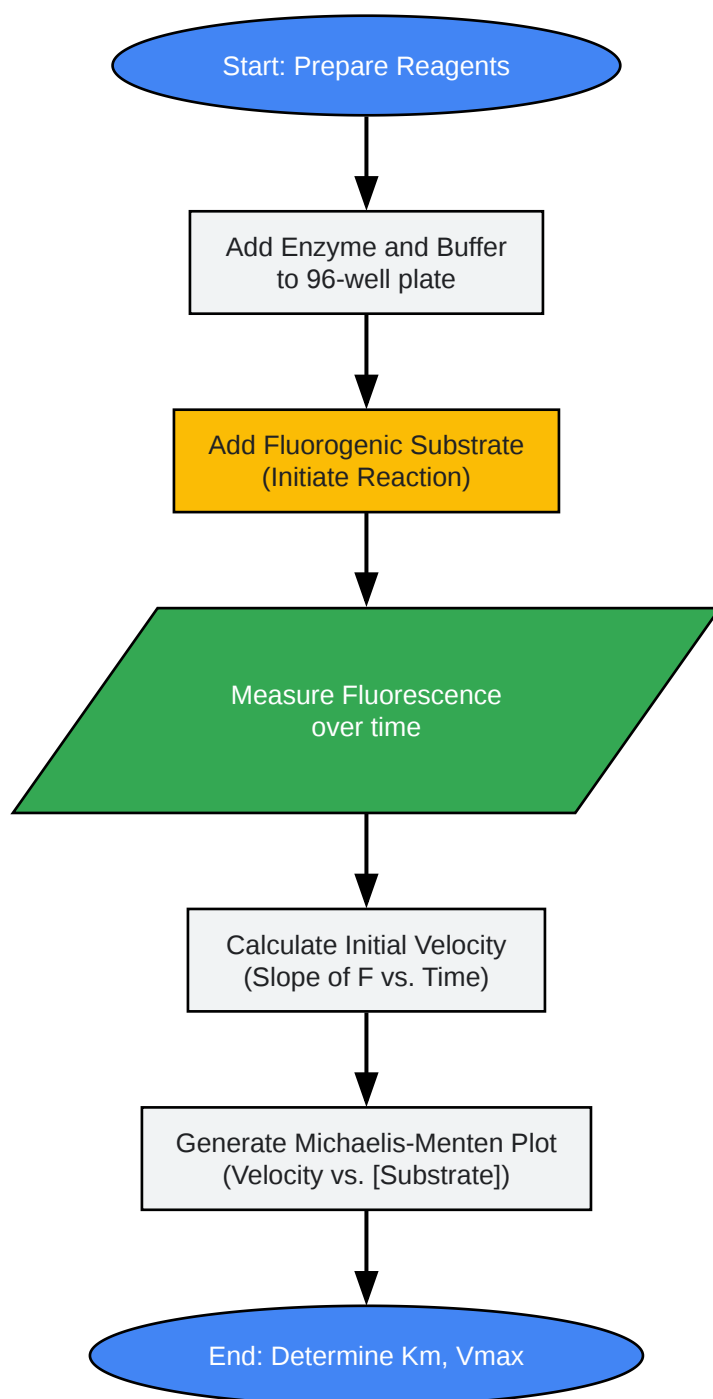 Start: Prepare Reagents
Add Enzyme and Buffer
to 96-well plate
Add Fluorogenic Substrate
(Initiate Reaction)
Measure Fluorescence
over time
Calculate Initial Velocity
(Slope of F vs. Time)
Generate Michaelis-Menten Plot
(Velocity vs. [Substrate])
End: Determine Km, Vmax